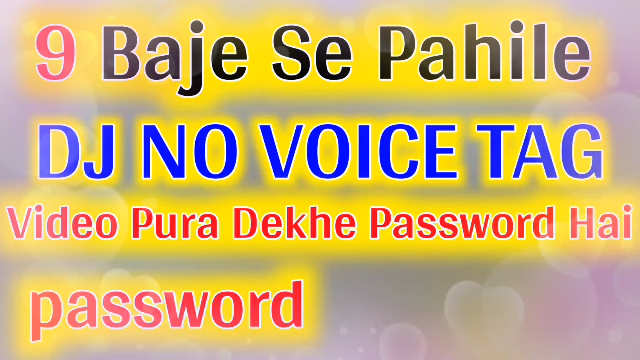 9 Baje Se Pahile
DJ NO VOICE TAG
Video Pura Dekhe Password Hai
password